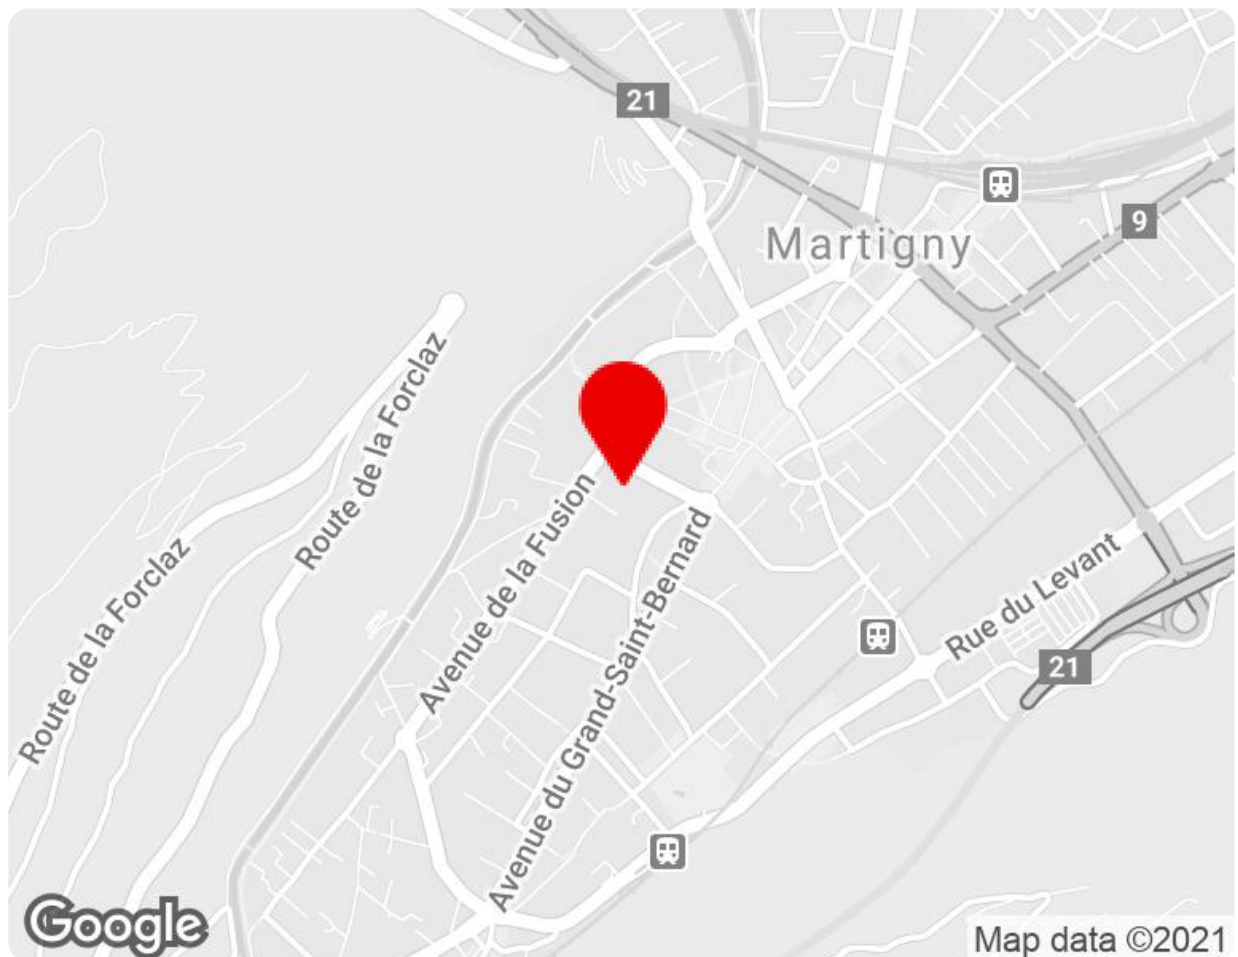 21
9
Martigny
Route de la Forclaz
Route de la Forclaz
Avenue de la Fusion
Avenue du Grand-Saint-Bernard
Rue du Levant
21
Google
Map data ©2021